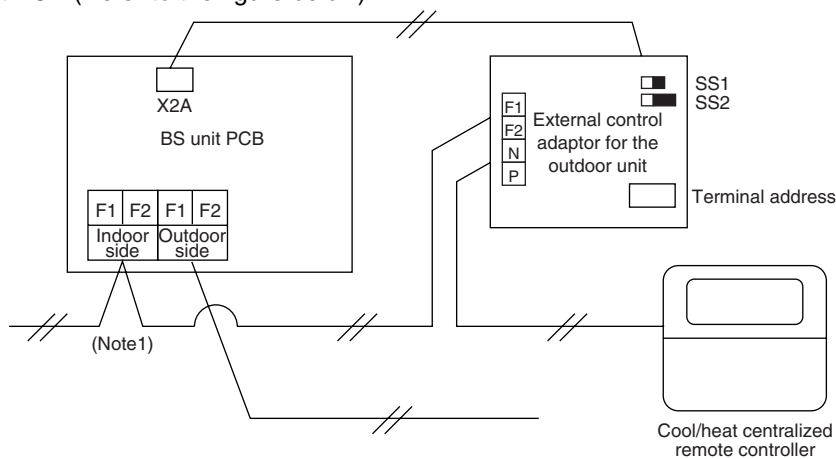 X2A
BS unit PCB
F1 F2 F1 F2
Indoor side
Outdoor side
(Note1)
SS1
SS2
F1
F2
N
P
External control
adaptor for the
outdoor unit
Terminal address
Cool/heat centralized
remote controller